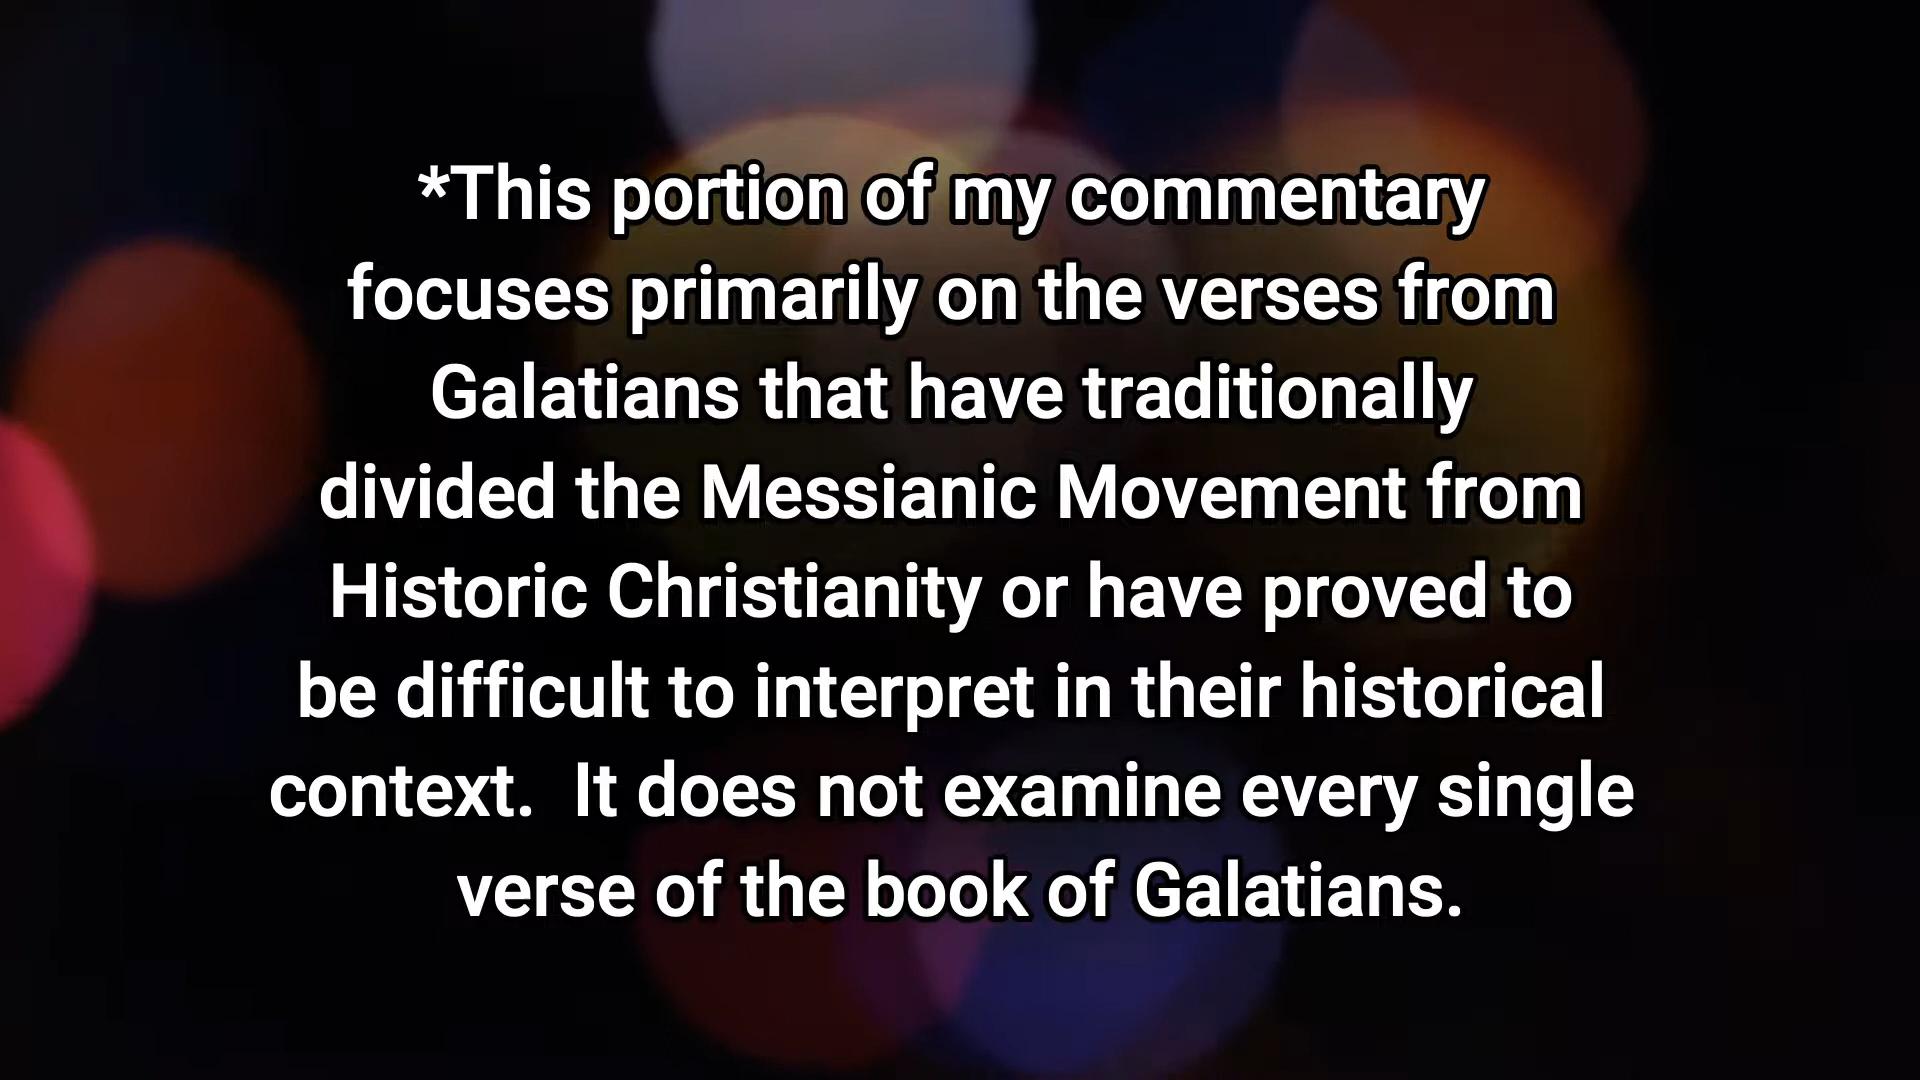 *This portion of my commentary
focuses primarily on the verses from
Galatians that have traditionally
divided the Messianic Movement from
Historic Christianity or have proved to
be difficult to interpret in their historical
context.  It does not examine every single
verse of the book of Galatians.